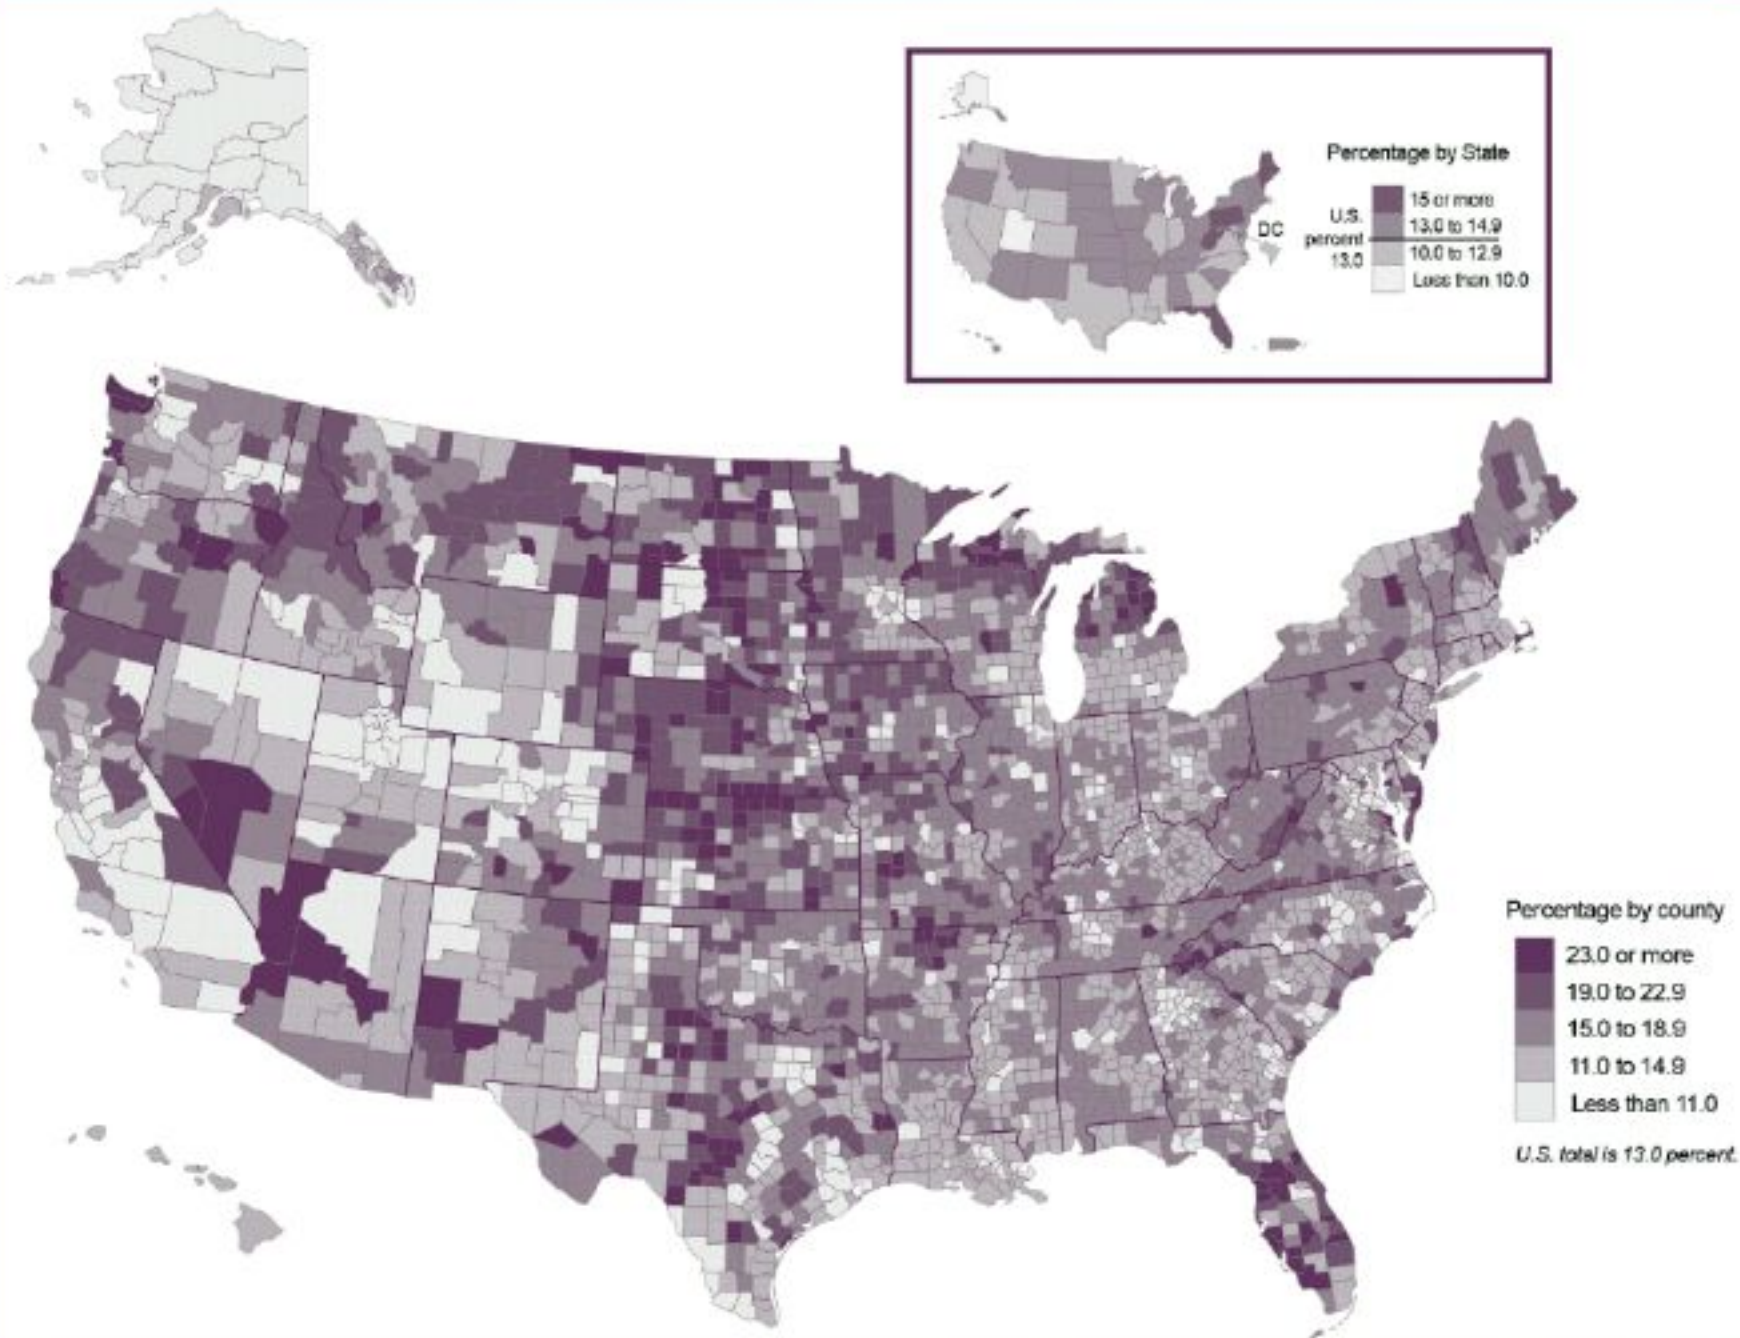 Percentage by State
U.S.
percent
13.0
15 or more
13.0 to 14.9
10.0 to 12.9
Less than 10.0
DC
Percentage by county
23.0 or more
19.0 to 22.9
15.0 to 18.9
11.0 to 14.9
Less than 11.0
U.S. total is 13.0 percent.